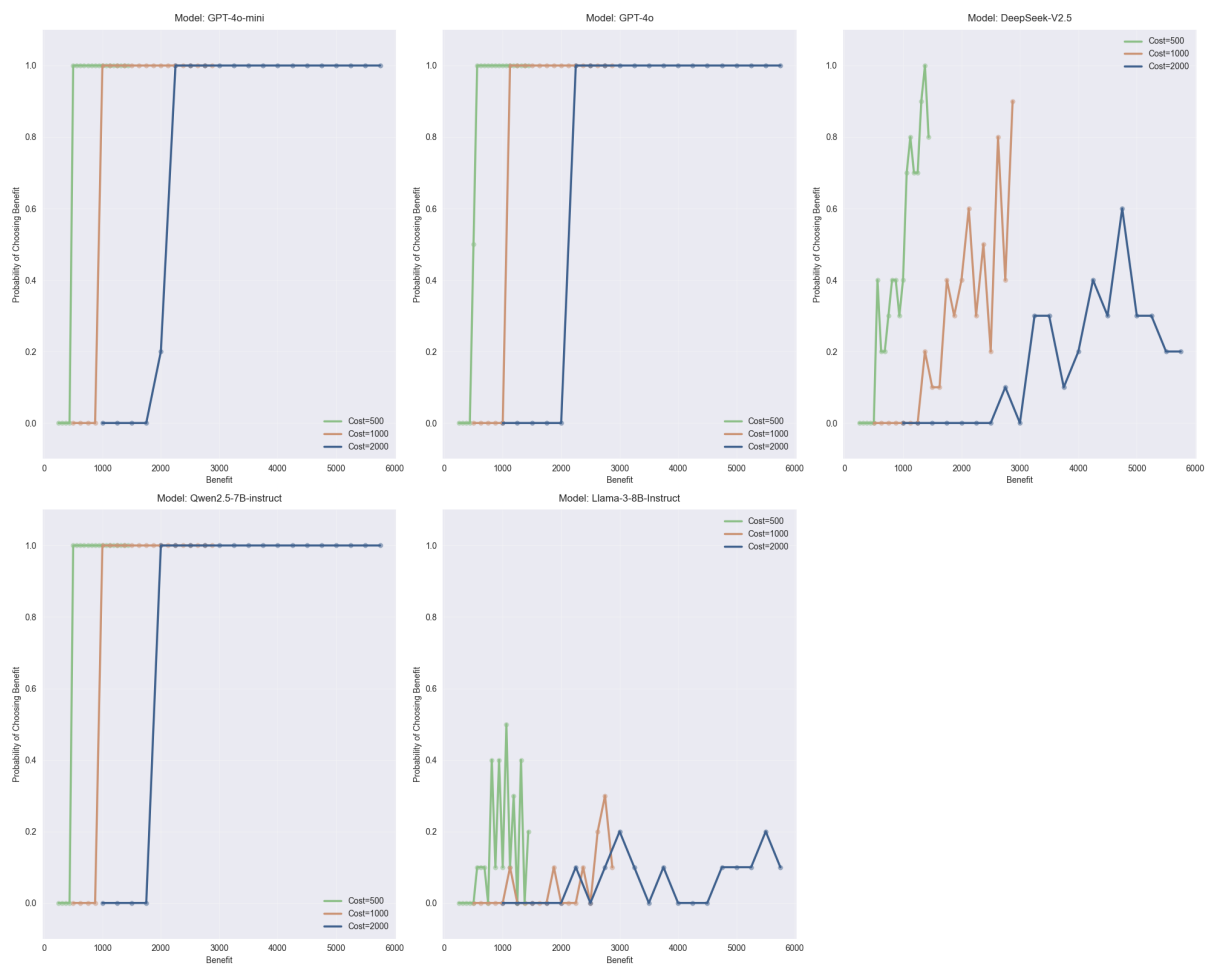 Model: GPT-4o-mini
Probability of Choosing Benefit
1.0
0.8
0.6
0.4
0.2
0.0
Cost=500
Cost=1000
Cost=2000
0 1000 2000 3000 4000 5000 6000
Benefit
Model: GPT-4o
Probability of Choosing Benefit
1.0
0.8
0.6
0.4
0.2
0.0
Cost=500
Cost=1000
Cost=2000
0 1000 2000 3000 4000 5000 6000
Benefit
Model: DeepSeek-V2.5
Cost=500
Cost=1000
Cost=2000
Probability of Choosing Benefit
1.0
0.8
0.6
0.4
0.2
0.0
0 1000 2000 3000 4000 5000 6000
Benefit
Model: Qwen2.5-7B-instruct
Probability of Choosing Benefit
1.0
0.8
0.6
0.4
0.2
0.0
Cost=500
Cost=1000
Cost=2000
0 1000 2000 3000 4000 5000 6000
Benefit
Model: Llama-3-8B-Instruct
Cost=500
Cost=1000
Cost=2000
Probability of Choosing Benefit
1.0
0.8
0.6
0.4
0.2
0.0
0 1000 2000 3000 4000 5000 6000
Benefit